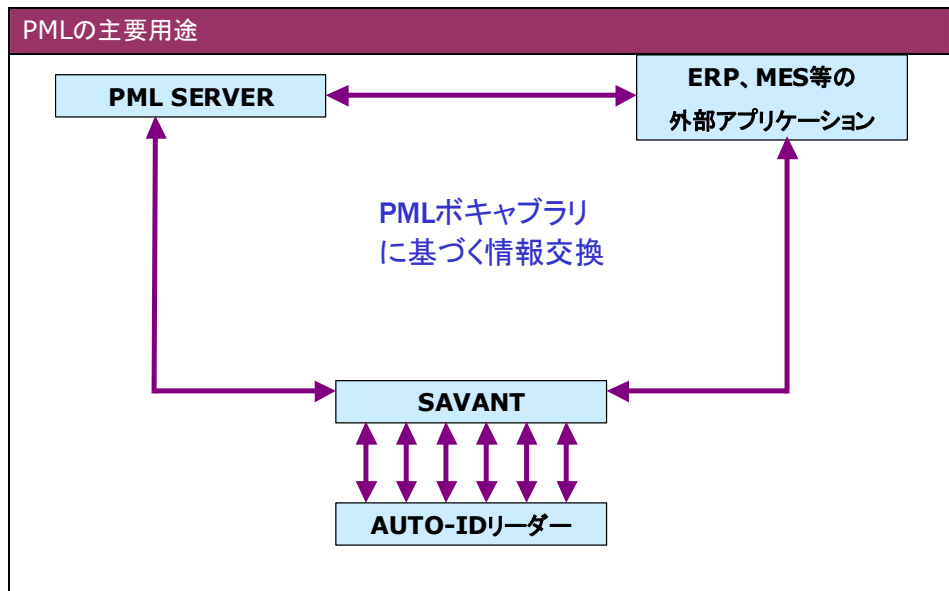 PMLの主要用途
PML SERVER
ERP、MES等の
外部アプリケーション
PMLボキャブラリ
に基づく情報交換
SAVANT
AUTO-IDリーダー